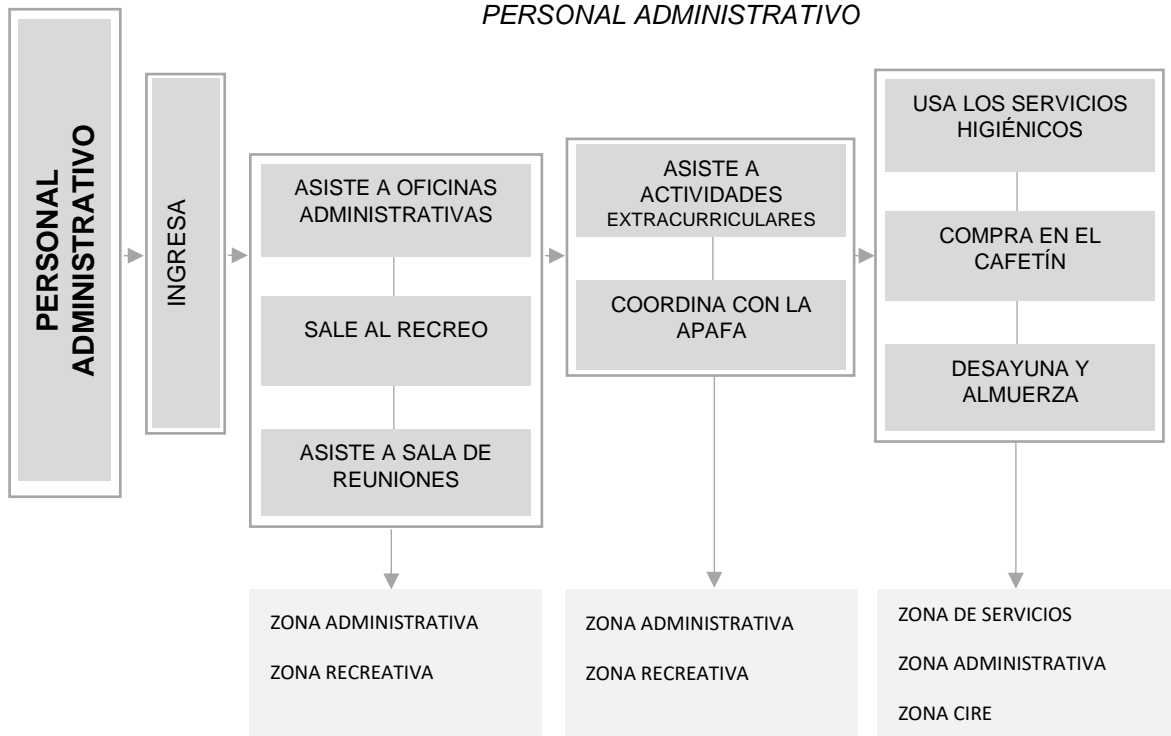 PERSONAL ADMINISTRATIVO
PERSONAL
ADMINISTRATIVO
INGRESA
ASISTE A OFICINAS
ADMINISTRATIVAS
SALE AL RECREO
ASISTE A SALA DE
REUNIONES
ASISTE A
ACTIVIDADES
EXTRACURRICULARES
COORDINA CON LA
APAFA
USA LOS SERVICIOS
HIGIÉNICOS
COMPRA EN EL
CAFETÍN
DESAYUNA Y
ALMUERZA
ZONA ADMINISTRATIVA
ZONA RECREATIVA
ZONA ADMINISTRATIVA
ZONA RECREATIVA
ZONA DE SERVICIOS
ZONA ADMINISTRATIVA
ZONA CIRE